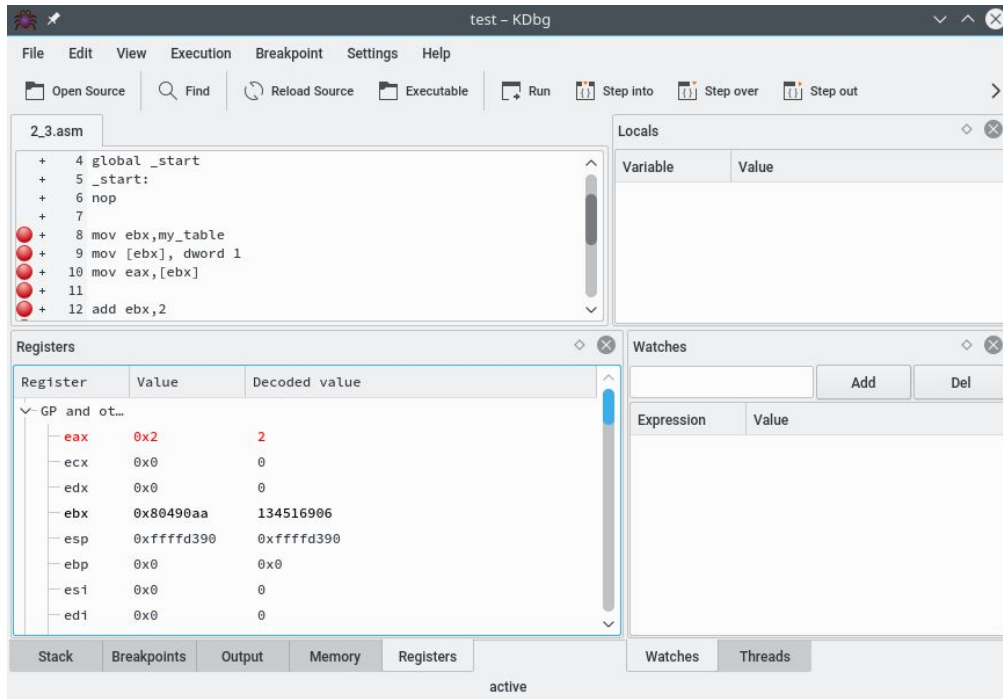 test – KDbg
File Edit View Execution Breakpoint Settings Help
Open Source Find Reload Source Executable Run Step into Step over Step out
2_3.asm
+ 4 global _start
+ 5 _start:
+ 6 nop
+ 7
+ 8 mov ebx,my_table
+ 9 mov [ebx], dword 1
+ 10 mov eax,[ebx]
+ 11
+ 12 add ebx,2
Locals
Variable Value
Registers
Register Value Decoded value
GP and ot…
eax 0x2 2
ecx 0x0 0
edx 0x0 0
ebx 0x80490aa 134516906
esp 0xffffd390 0xffffd390
ebp 0x0 0x0
esi 0x0 0
edi 0x0 0
Watches
Add Del
Expression Value
Stack Breakpoints Output Memory Registers
Watches Threads
active